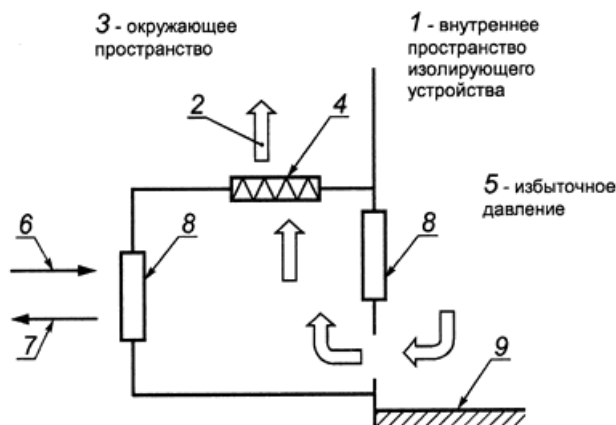 3 - окружающее
пространство
1 - внутреннее
пространство
изолирующего
устройства
2
4
5 - избыточное
давление
6
8
8
7
9